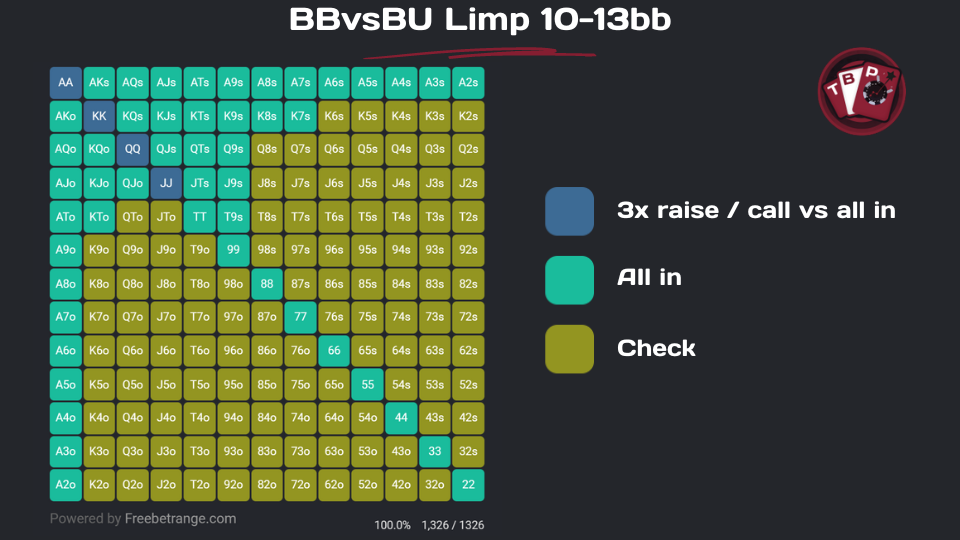 BBvsBU Limp 10-13bb
AA AKs AQs AJs ATs A9s A8s A7s A6s A5s A4s A3s A2s
AKo KK KQs KJs KTs K9s K8s K7s K6s K5s K4s K3s K2s
AQo KQo QQ QJs QTs Q9s Q8s Q7s Q6s Q5s Q4s Q3s Q2s
AJo KJo QJo JJ JTs J9s J8s J7s J6s J5s J4s J3s J2s
ATo KTo QTo JTo TT T9s T8s T7s T6s T5s T4s T3s T2s
A9o K9o Q9o J9o T9o 99 98s 97s 96s 95s 94s 93s 92s
A8o K8o Q8o J8o T8o 98o 88 87s 86s 85s 84s 83s 82s
A7o K7o Q7o J7o T7o 97o 87o 77 76s 75s 74s 73s 72s
A6o K6o Q6o J6o T6o 96o 86o 76o 66 65s 64s 63s 62s
A5o K5o Q5o J5o T5o 95o 85o 75o 65o 55 54s 53s 52s
A4o K4o Q4o J4o T4o 94o 84o 74o 64o 54o 44 43s 42s
A3o K3o Q3o J3o T3o 93o 83o 73o 63o 53o 43o 33 32s
A2o K2o Q2o J2o T2o 92o 82o 72o 62o 52o 42o 32o 22
Powered by Freebetrange.com
100.0% 1,326 / 1326
T B P
3x raise / call vs all in
All in
Check